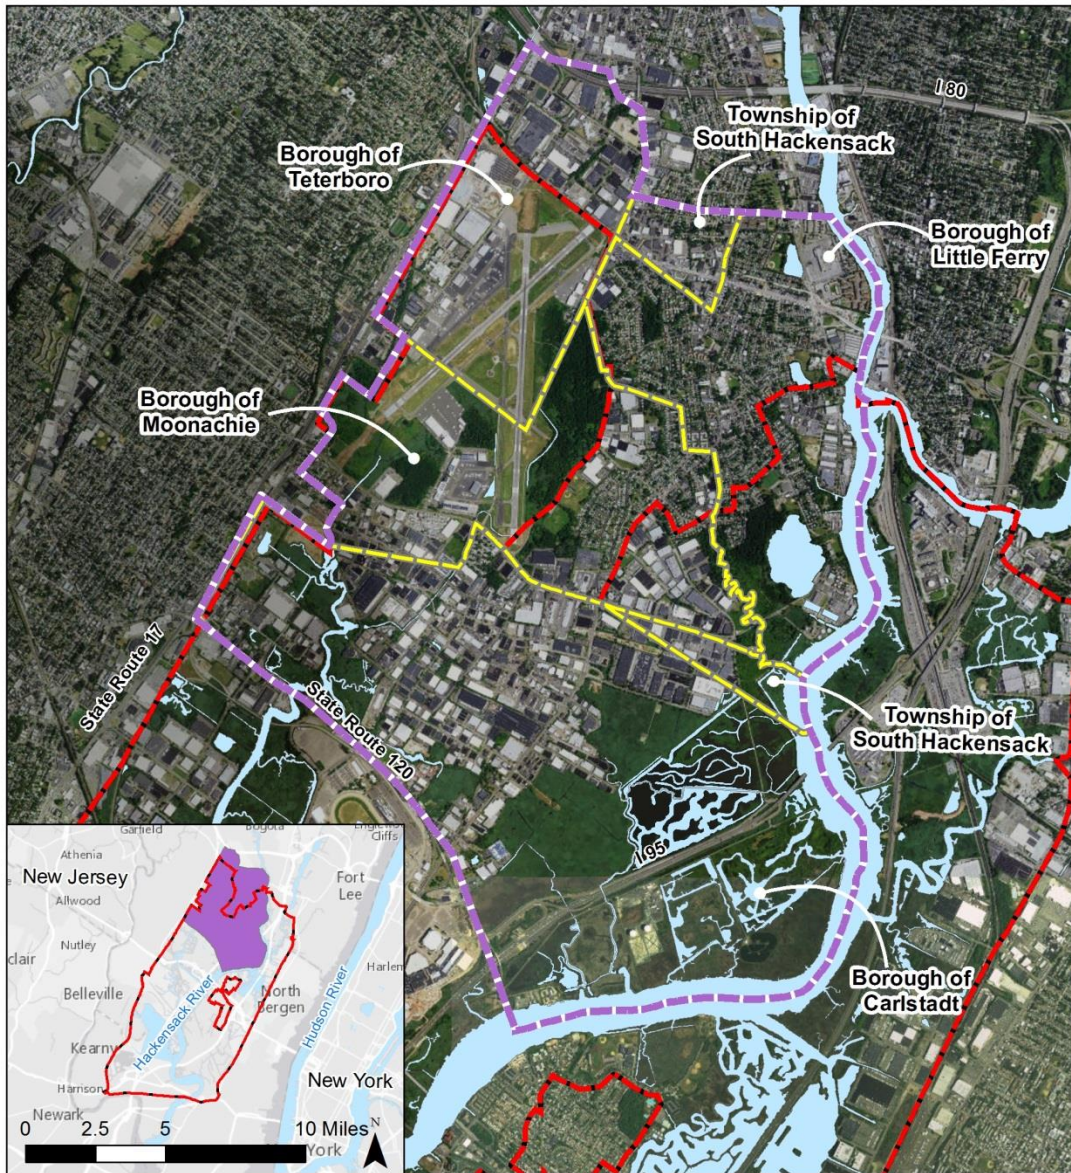 I 80
Township of
South Hackensack
Borough of
Teterboro
Borough of
Little Ferry
Borough of
Moonachie
State Route 17
State Route 120
Township of
South Hackensack
I 95
Borough of
Carlstadt
Garfield
Bogota
Cliffs
Athenia
New Jersey
Fort
Lee
Allwood
Nutley
clair
Belleville
Hackensack River
North
Bergen
Hudson River
Harlem
Kearny
Harrison
New York
Newark
0 2.5 5 10 Miles
N
York